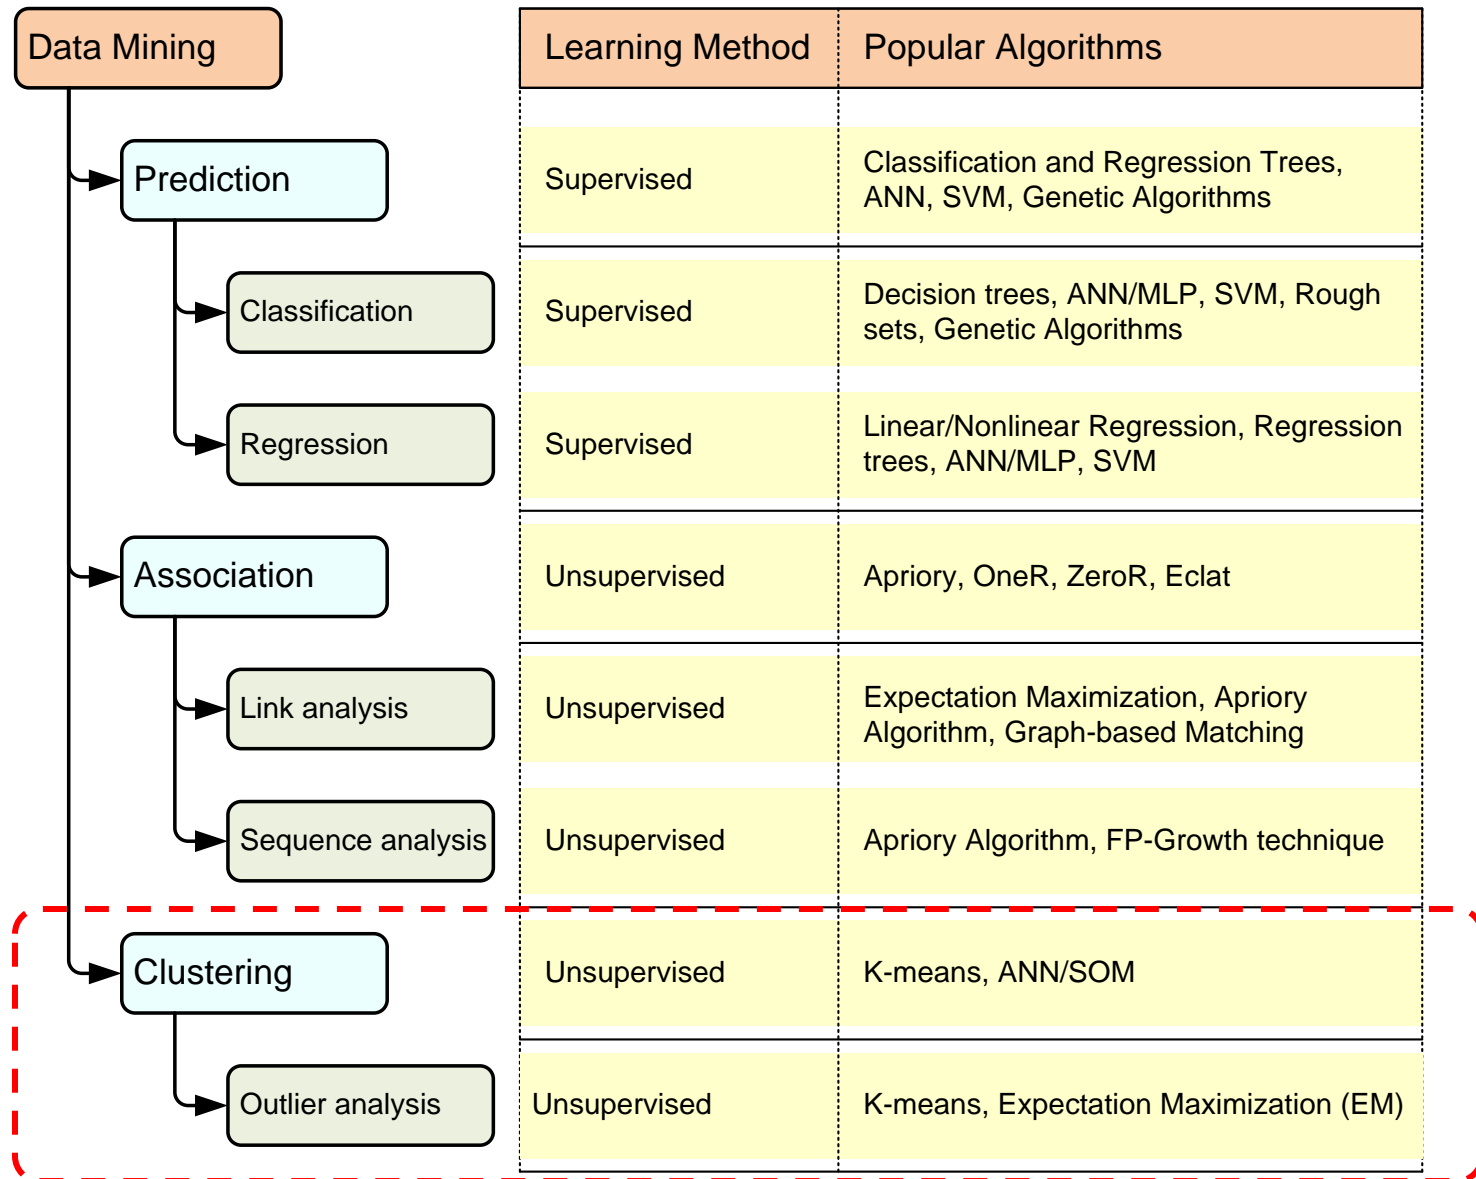 Data Mining
Learning Method
Popular Algorithms
Prediction
Supervised
Classification and Regression Trees,
ANN, SVM, Genetic Algorithms
Classification
Supervised
Decision trees, ANN/MLP, SVM, Rough
sets, Genetic Algorithms
Regression
Supervised
Linear/Nonlinear Regression, Regression
trees, ANN/MLP, SVM
Association
Unsupervised
Apriory, OneR, ZeroR, Eclat
Link analysis
Unsupervised
Expectation Maximization, Apriory
Algorithm, Graph-based Matching
Sequence analysis
Unsupervised
Apriory Algorithm, FP-Growth technique
Clustering
Unsupervised
K-means, ANN/SOM
Outlier analysis
Unsupervised
K-means, Expectation Maximization (EM)